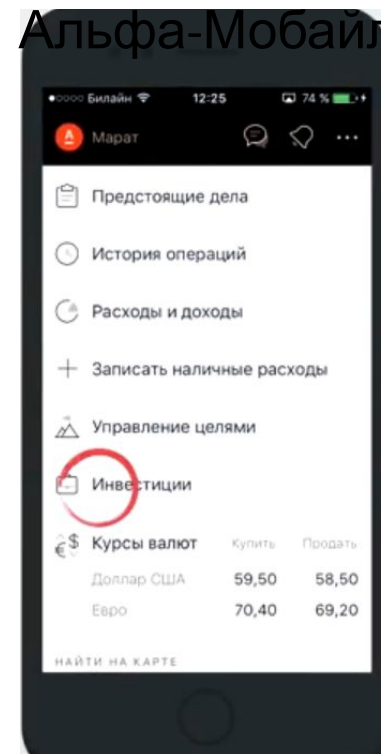 Альфа-Мобайл
Билайн 12:25 74 %
А Марат
Предстоящие дела
История операций
Расходы и доходы
Записать наличные расходы
Управление целями
Инвестиции
€$ Курсы валют Купить Продать
Доллар США 59,50 58,50
Евро 70,40 69,20
НАЙТИ НА КАРТЕ